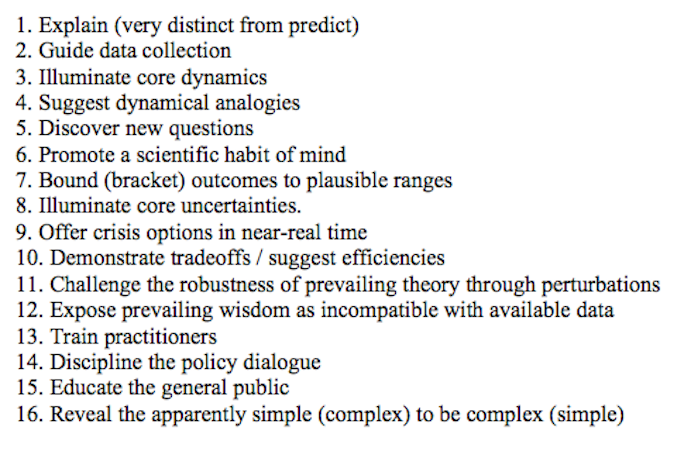 1. Explain (very distinct from predict)
2. Guide data collection
3. Illuminate core dynamics
4. Suggest dynamical analogies
5. Discover new questions
6. Promote a scientific habit of mind
7. Bound (bracket) outcomes to plausible ranges
8. Illuminate core uncertainties.
9. Offer crisis options in near-real time
10. Demonstrate tradeoffs / suggest efficiencies
11. Challenge the robustness of prevailing theory through perturbations
12. Expose prevailing wisdom as incompatible with available data
13. Train practitioners
14. Discipline the policy dialogue
15. Educate the general public
16. Reveal the apparently simple (complex) to be complex (simple)